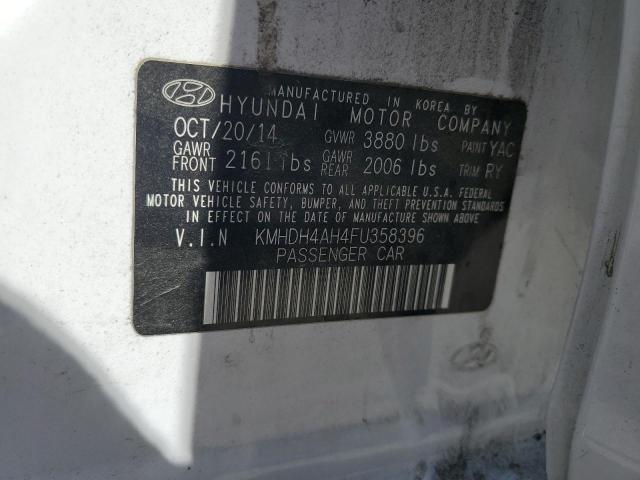 MANUFACTURED IN KOREA BY
HYUNDAI MOTOR COMPANY
OCT/20/14 GVWR 3880 lbs PAINT YAC
GAWR FRONT 2161 lbs GAWR REAR 2006 lbs TRIM RY
THIS VEHICLE CONFORMS TO ALL APPLICABLE U.S.A. FEDERAL
MOTOR VEHICLE SAFETY, BUMPER, AND THEFT PREVENTION STANDARDS
IN EFFECT ON THE DATE OF MANUFACTURE SHOWN ABOVE
V.I.N KMHDH4AH4FU358396
PASSENGER CAR